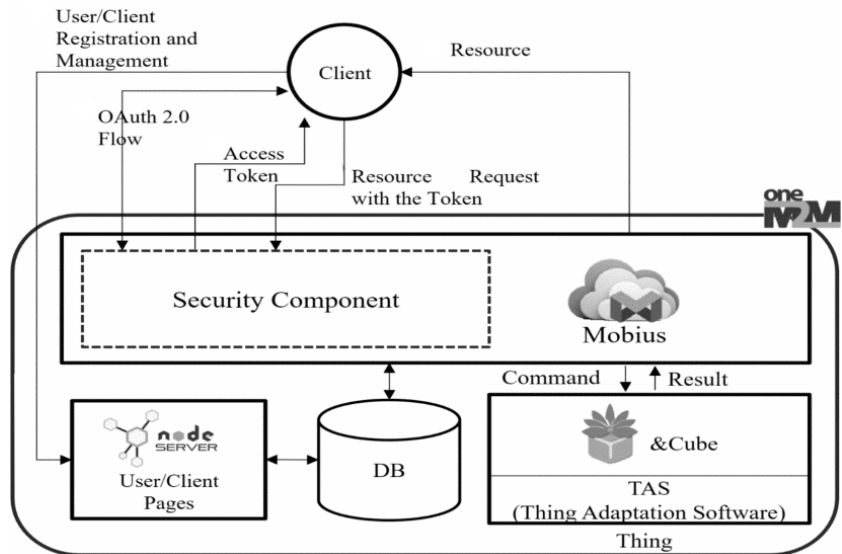 User/Client
Registration and
Management
Client
Resource
OAuth 2.0
Flow
Access
Token
Resource Request
with the Token
one
M2M
Security Component
Mobius
Command
Result
node
SERVER
User/Client
Pages
DB
&Cube
TAS
(Thing Adaptation Software)
Thing